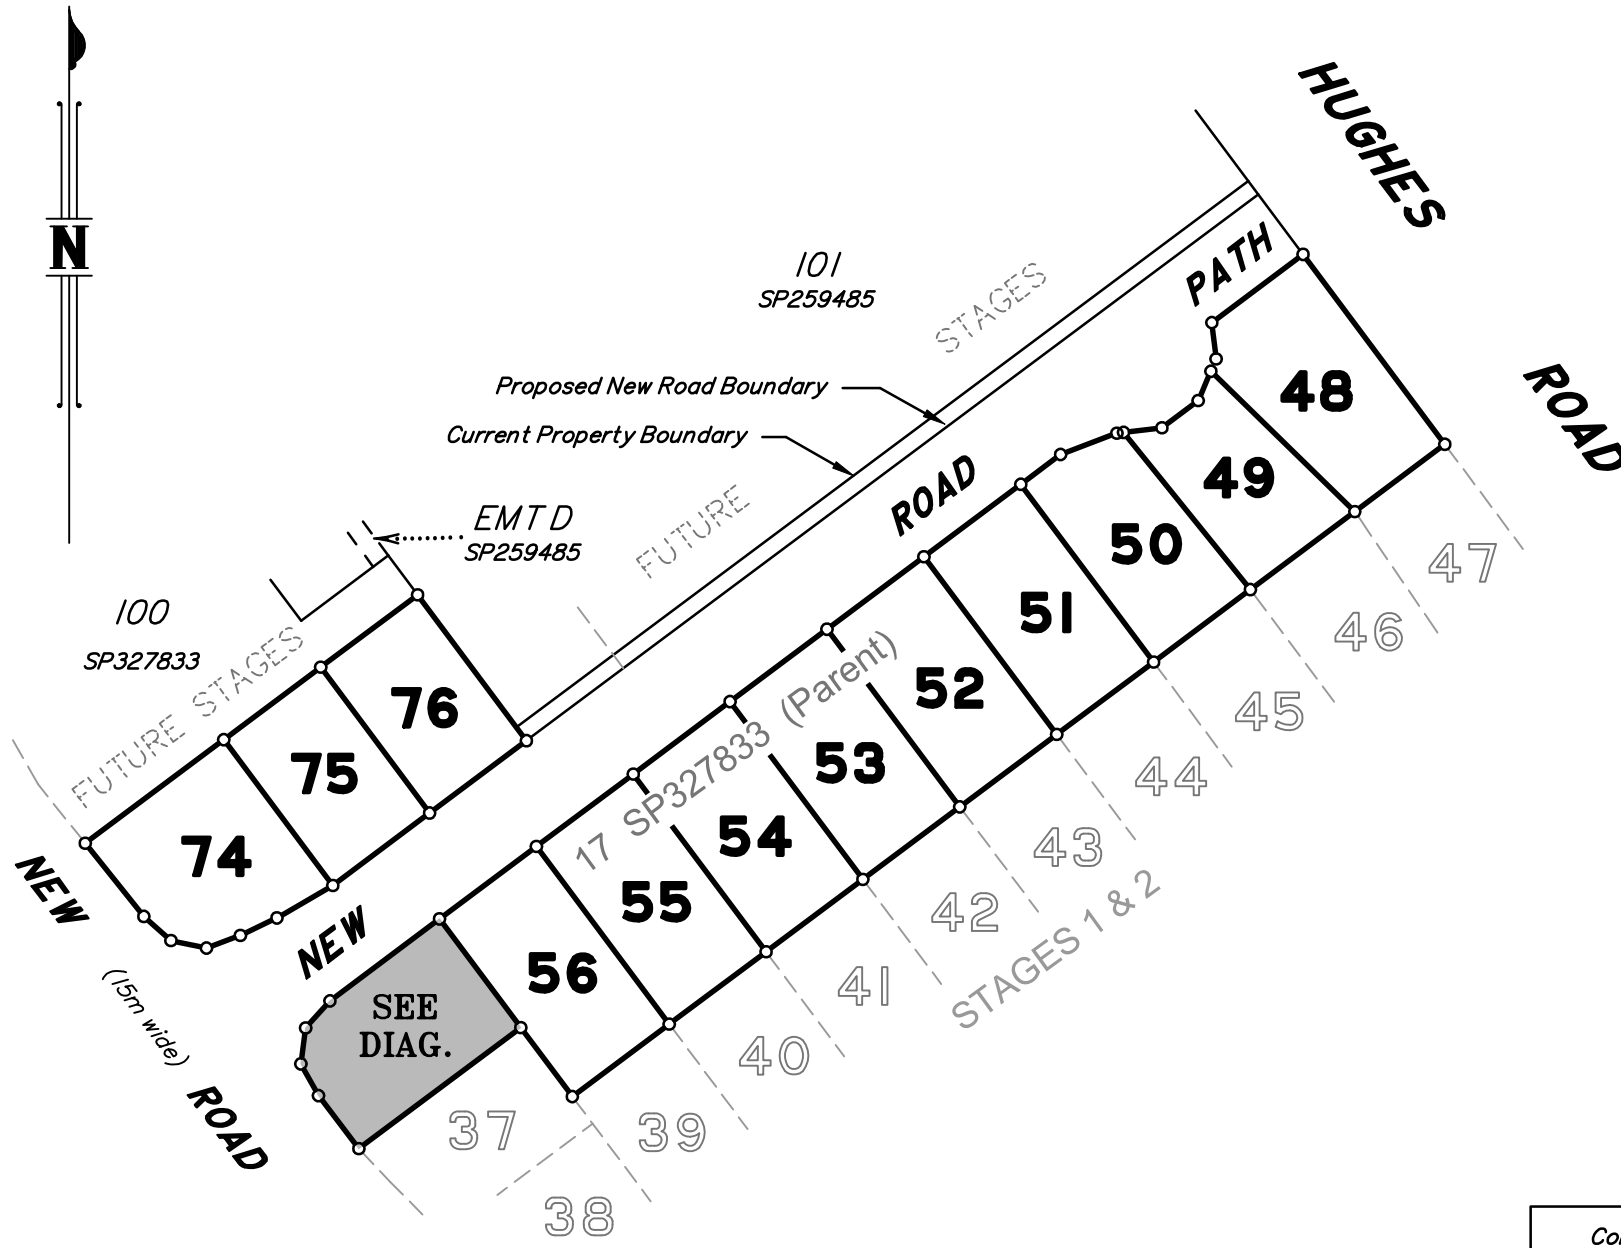 HUGHES
ROAD
N
PATH
101
SP259485
STAGES
Proposed New Road Boundary
Current Property Boundary
48
49
ROAD
FUTURE
EMT D
SP259485
50
47
100
SP327833
51
46
FUTURE STAGES
52
45
17 SP327833 (Parent)
76
53
44
75
54
43
74
55
42
STAGES 1 & 2
NEW
NEW
56
41
SEE
DIAG.
40
(15m wide)
ROAD
37
39
38